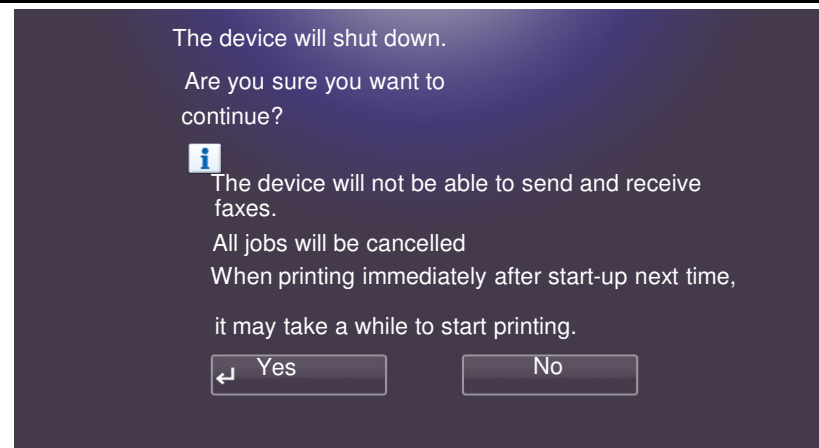 The device will shut down.
Are you sure you want to
continue?
i
The device will not be able to send and receive
faxes.
All jobs will be cancelled
When printing immediately after start-up next time,
it may take a while to start printing.
Yes
No